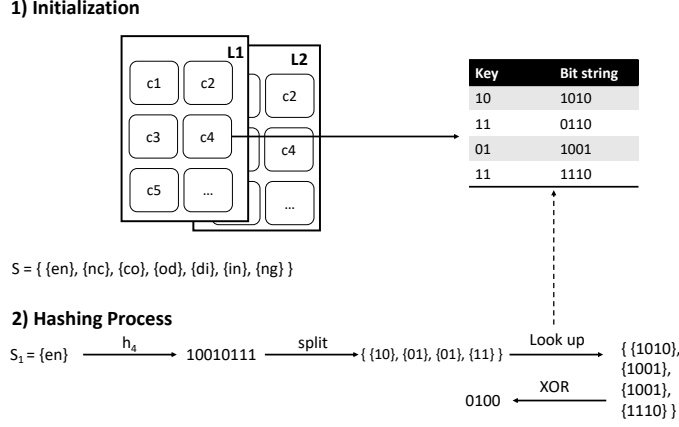 1) Initialization
L1
L2
c1 c2
c2
c3 c4
c4
c5 ...
...
Key Bit string
10 1010
11 0110
01 1001
11 1110
S = { {en}, {nc}, {co}, {od}, {di}, {in}, {ng} }
2) Hashing Process
S1 = {en} h4 10010111 split { {10}, {01}, {01}, {11} } Look up { {1010},
{1001},
{1001},
{1110} }
XOR
0100